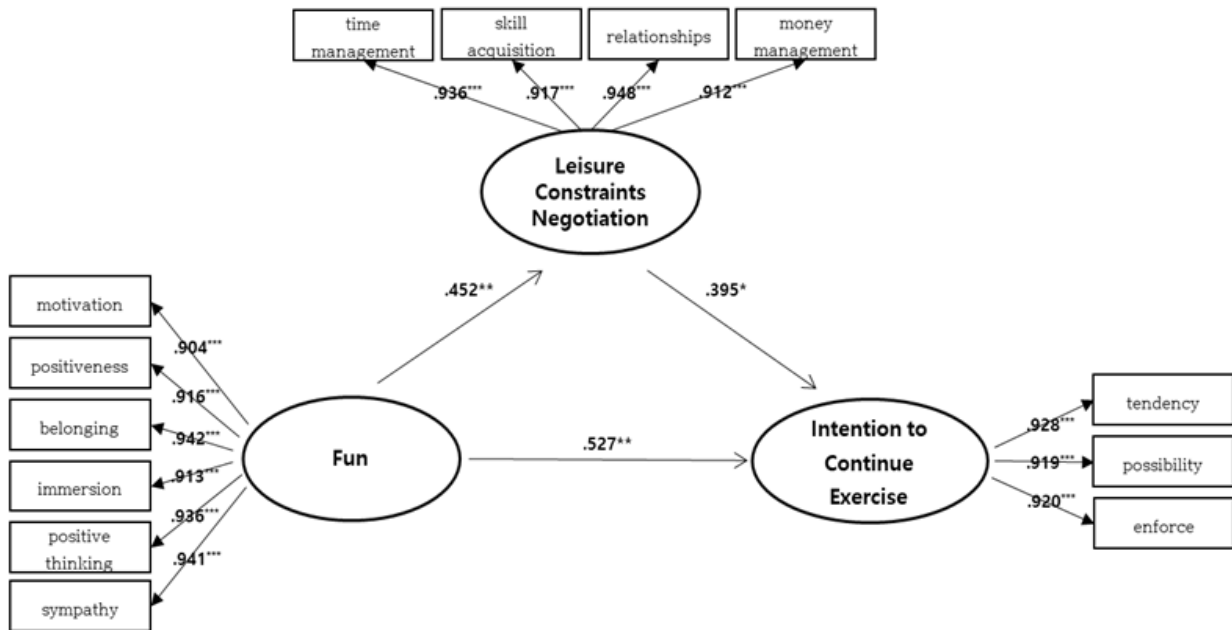 time
management
skill
acquisition
relationships
money
management
.936***
.917***
.948***
.912***
Leisure
Constraints
Negotiation
.452**
.395*
motivation
positiveness
belonging
immersion
positive
thinking
sympathy
.904***
.916***
.942***
.913***
.936***
.941***
Fun
.527**
Intention to
Continue
Exercise
.928***
.919***
.920***
tendency
possibility
enforce